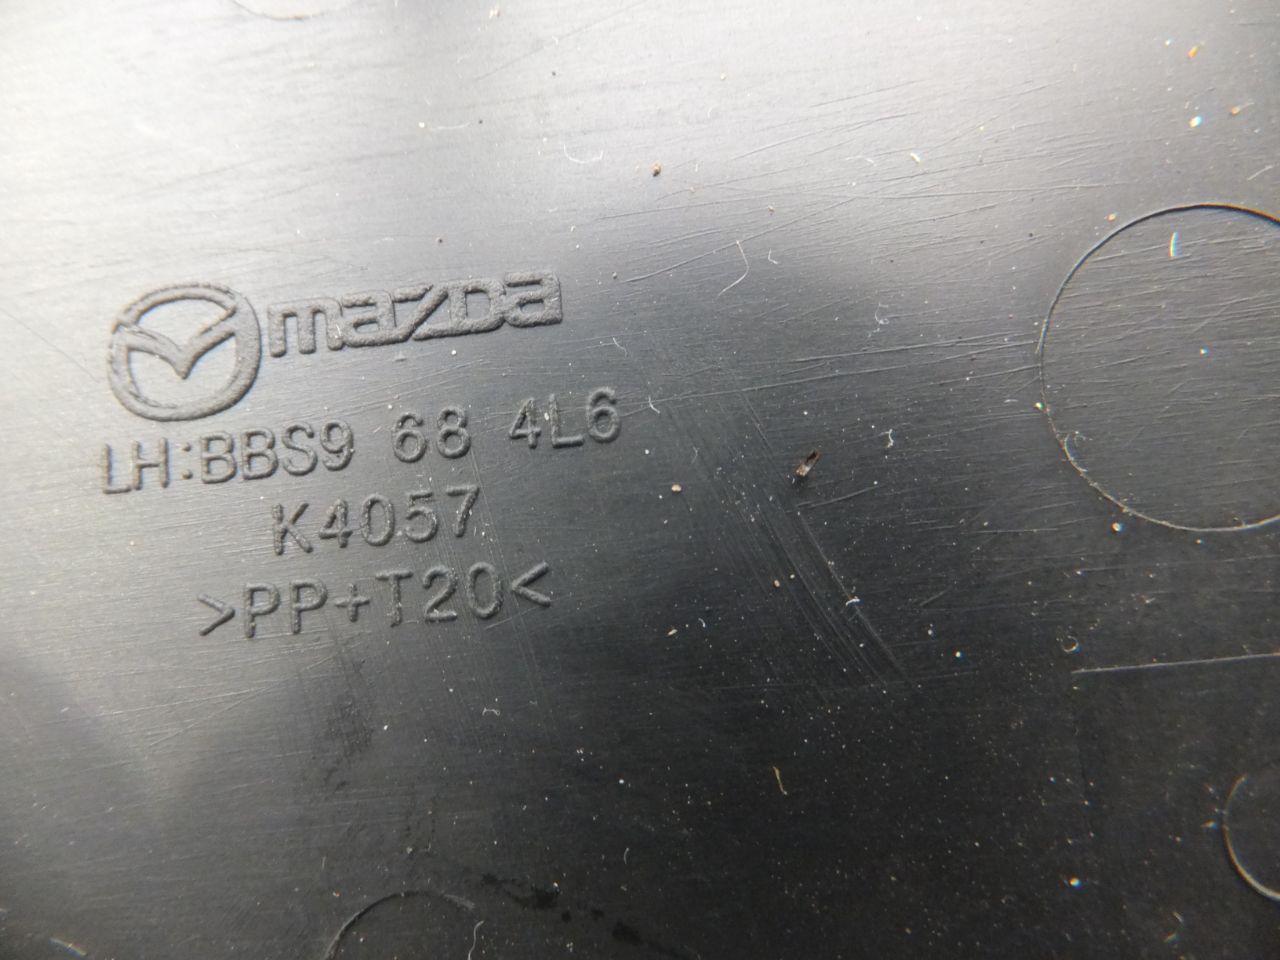 mazda
LH:BBS9 68 4L6
K4057
>PP+T20<